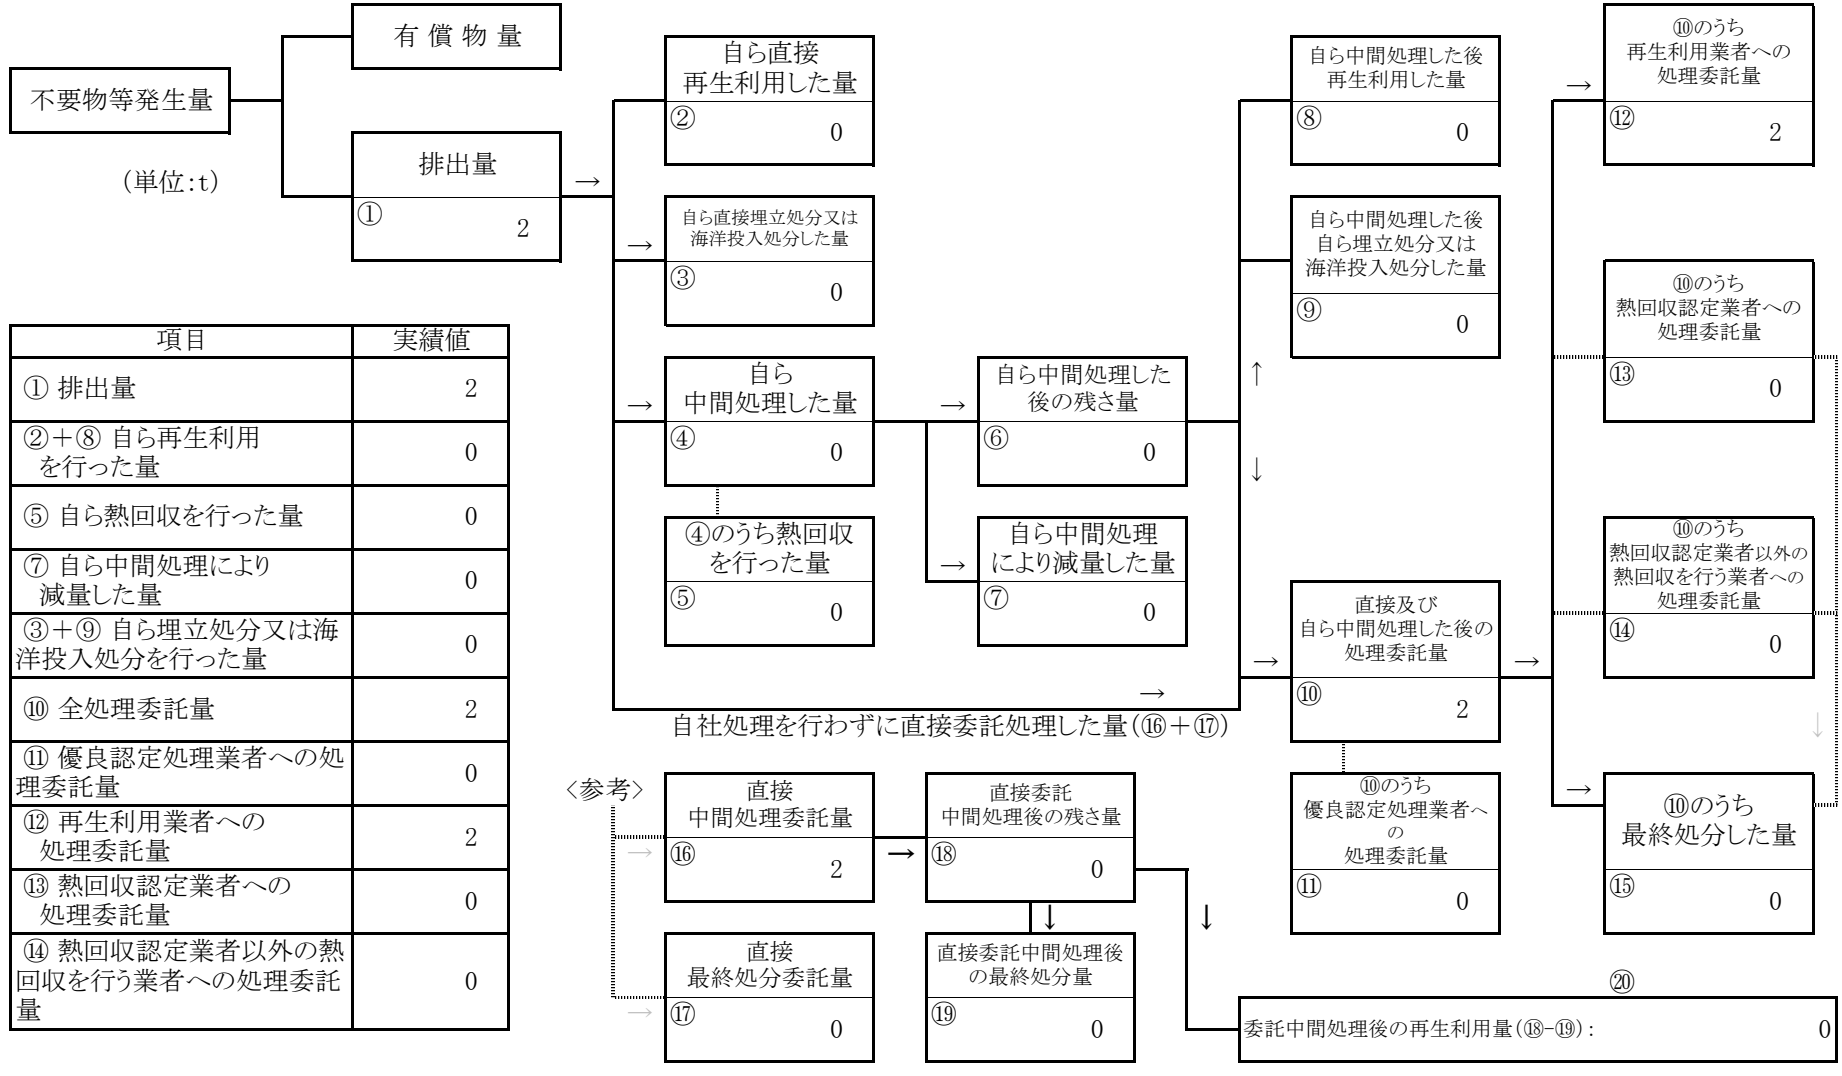 不要物等発生量
有 償 物 量
(単位:t)
排出量
①
2
→
自ら直接
再生利用した量
②
0
→
自ら直接埋立処分又は
海洋投入処分した量
③
0
→
自ら
中間処理した量
④
0
④のうち熱回収
を行った量
⑤
0
→
自ら中間処理した
後の残さ量
⑥
0
→
自ら中間処理
により減量した量
⑦
0
↑
↓
自ら中間処理した後
再生利用した量
⑧
0
自ら中間処理した後
自ら埋立処分又は
海洋投入処分した量
⑨
0
→
自社処理を行わずに直接委託処理した量(⑯+⑰)
→
直接及び
自ら中間処理した後の
処理委託量
⑩
2
→
⑩のうち
優良認定処理業者へ
の
処理委託量
⑪
0
→
⑩のうち
再生利用業者への
処理委託量
⑫
2
⑩のうち
熱回収認定業者への
処理委託量
⑬
0
⑩のうち
熱回収認定業者以外の
熱回収を行う業者への
処理委託量
⑭
0
↓
→
⑩のうち
最終処分した量
⑮
0
項目 実績値
① 排出量 2
②+⑧ 自ら再生利用
を行った量 0
⑤ 自ら熱回収を行った量 0
⑦ 自ら中間処理により
減量した量 0
③+⑨ 自ら埋立処分又は海
洋投入処分を行った量 0
⑩ 全処理委託量 2
⑪ 優良認定処理業者への処
理委託量 0
⑫ 再生利用業者への
処理委託量 2
⑬ 熱回収認定業者への
処理委託量 0
⑭ 熱回収認定業者以外の熱
回収を行う業者への処理委託
量 0
<参考>
→
直接
中間処理委託量
⑯
2
→
直接委託
中間処理後の残さ量
⑱
0
↓
↓
→
直接
最終処分委託量
⑰
0
直接委託中間処理後
の最終処分量
⑲
0
⑳
委託中間処理後の再生利用量(⑱-⑲): 0